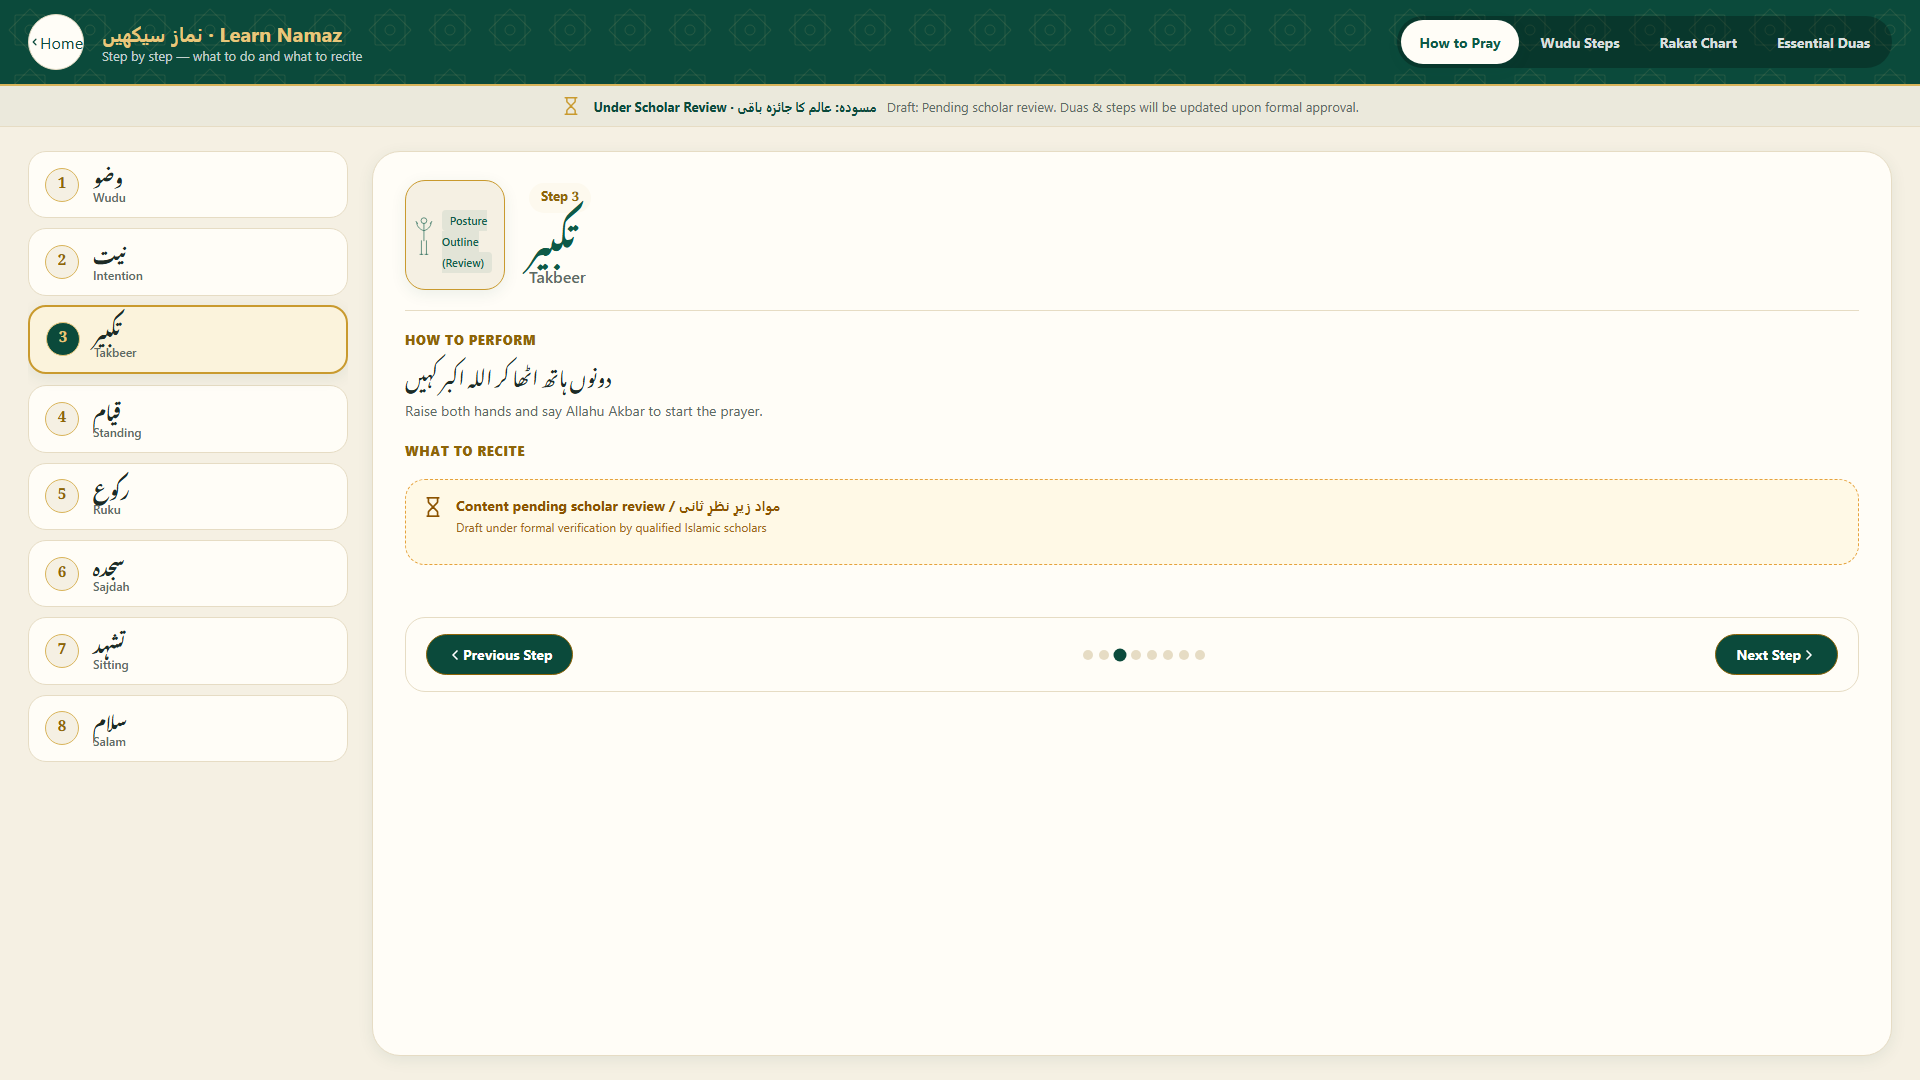 Home
نماز سیکھیں · Learn Namaz
Step by step — what to do and what to recite
How to Pray
Wudu Steps
Rakat Chart
Essential Duas
Under Scholar Review · مسودہ: عالم کا جائزہ باقی Draft: Pending scholar review. Duas & steps will be updated upon formal approval.
1
وضو
Wudu
2
نیت
Intention
3
تکبیر
Takbeer
4
قیام
Standing
5
رکوع
Ruku
6
سجدہ
Sajdah
7
تشہد
Sitting
8
سلام
Salam
Posture
Outline
(Review)
Step 3
تکبیر
Takbeer
HOW TO PERFORM
دونوں ہاتھ اٹھا کر اللہ اکبر کہیں
Raise both hands and say Allahu Akbar to start the prayer.
WHAT TO RECITE
Content pending scholar review / مواد زیرِ نظرِ ثانی
Draft under formal verification by qualified Islamic scholars
Previous Step
Next Step